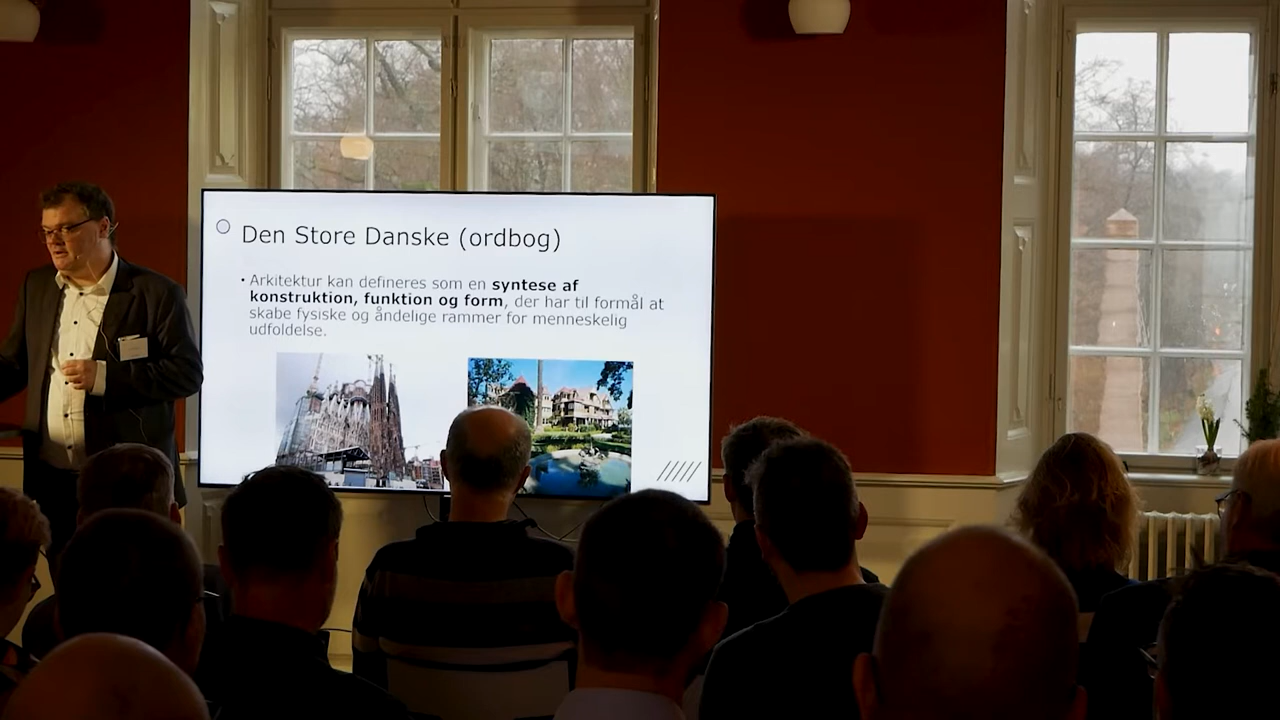 Den Store Danske (ordbog)
• Arkitektur kan defineres som en syntese af
konstruktion, funktion og form, der har til formål at
skabe fysiske og åndelige rammer for menneskelig
udfoldelse.